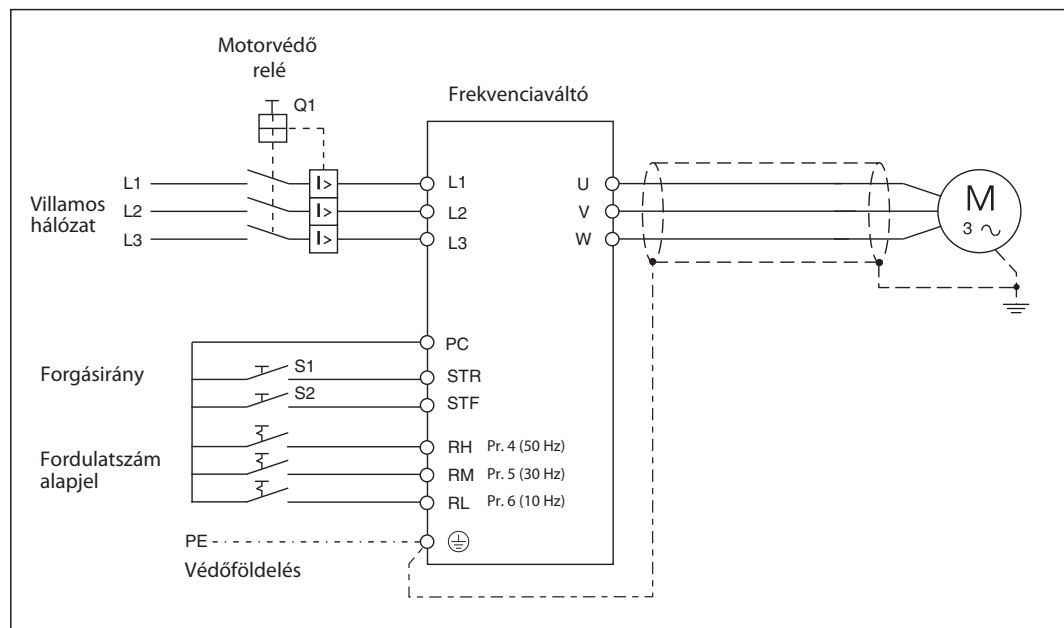 Motorvédő
relé
Q1
Frekvenciaváltó
Villamos
hálózat
L1
L2
L3
I>
I>
I>
L1
L2
L3
U
V
W
M
3 ~
Forgásirány
S1
S2
PC
STR
STF
Fordulatszám
alapjel
RH Pr. 4 (50 Hz)
RM Pr. 5 (30 Hz)
RL Pr. 6 (10 Hz)
PE
Védőföldelés